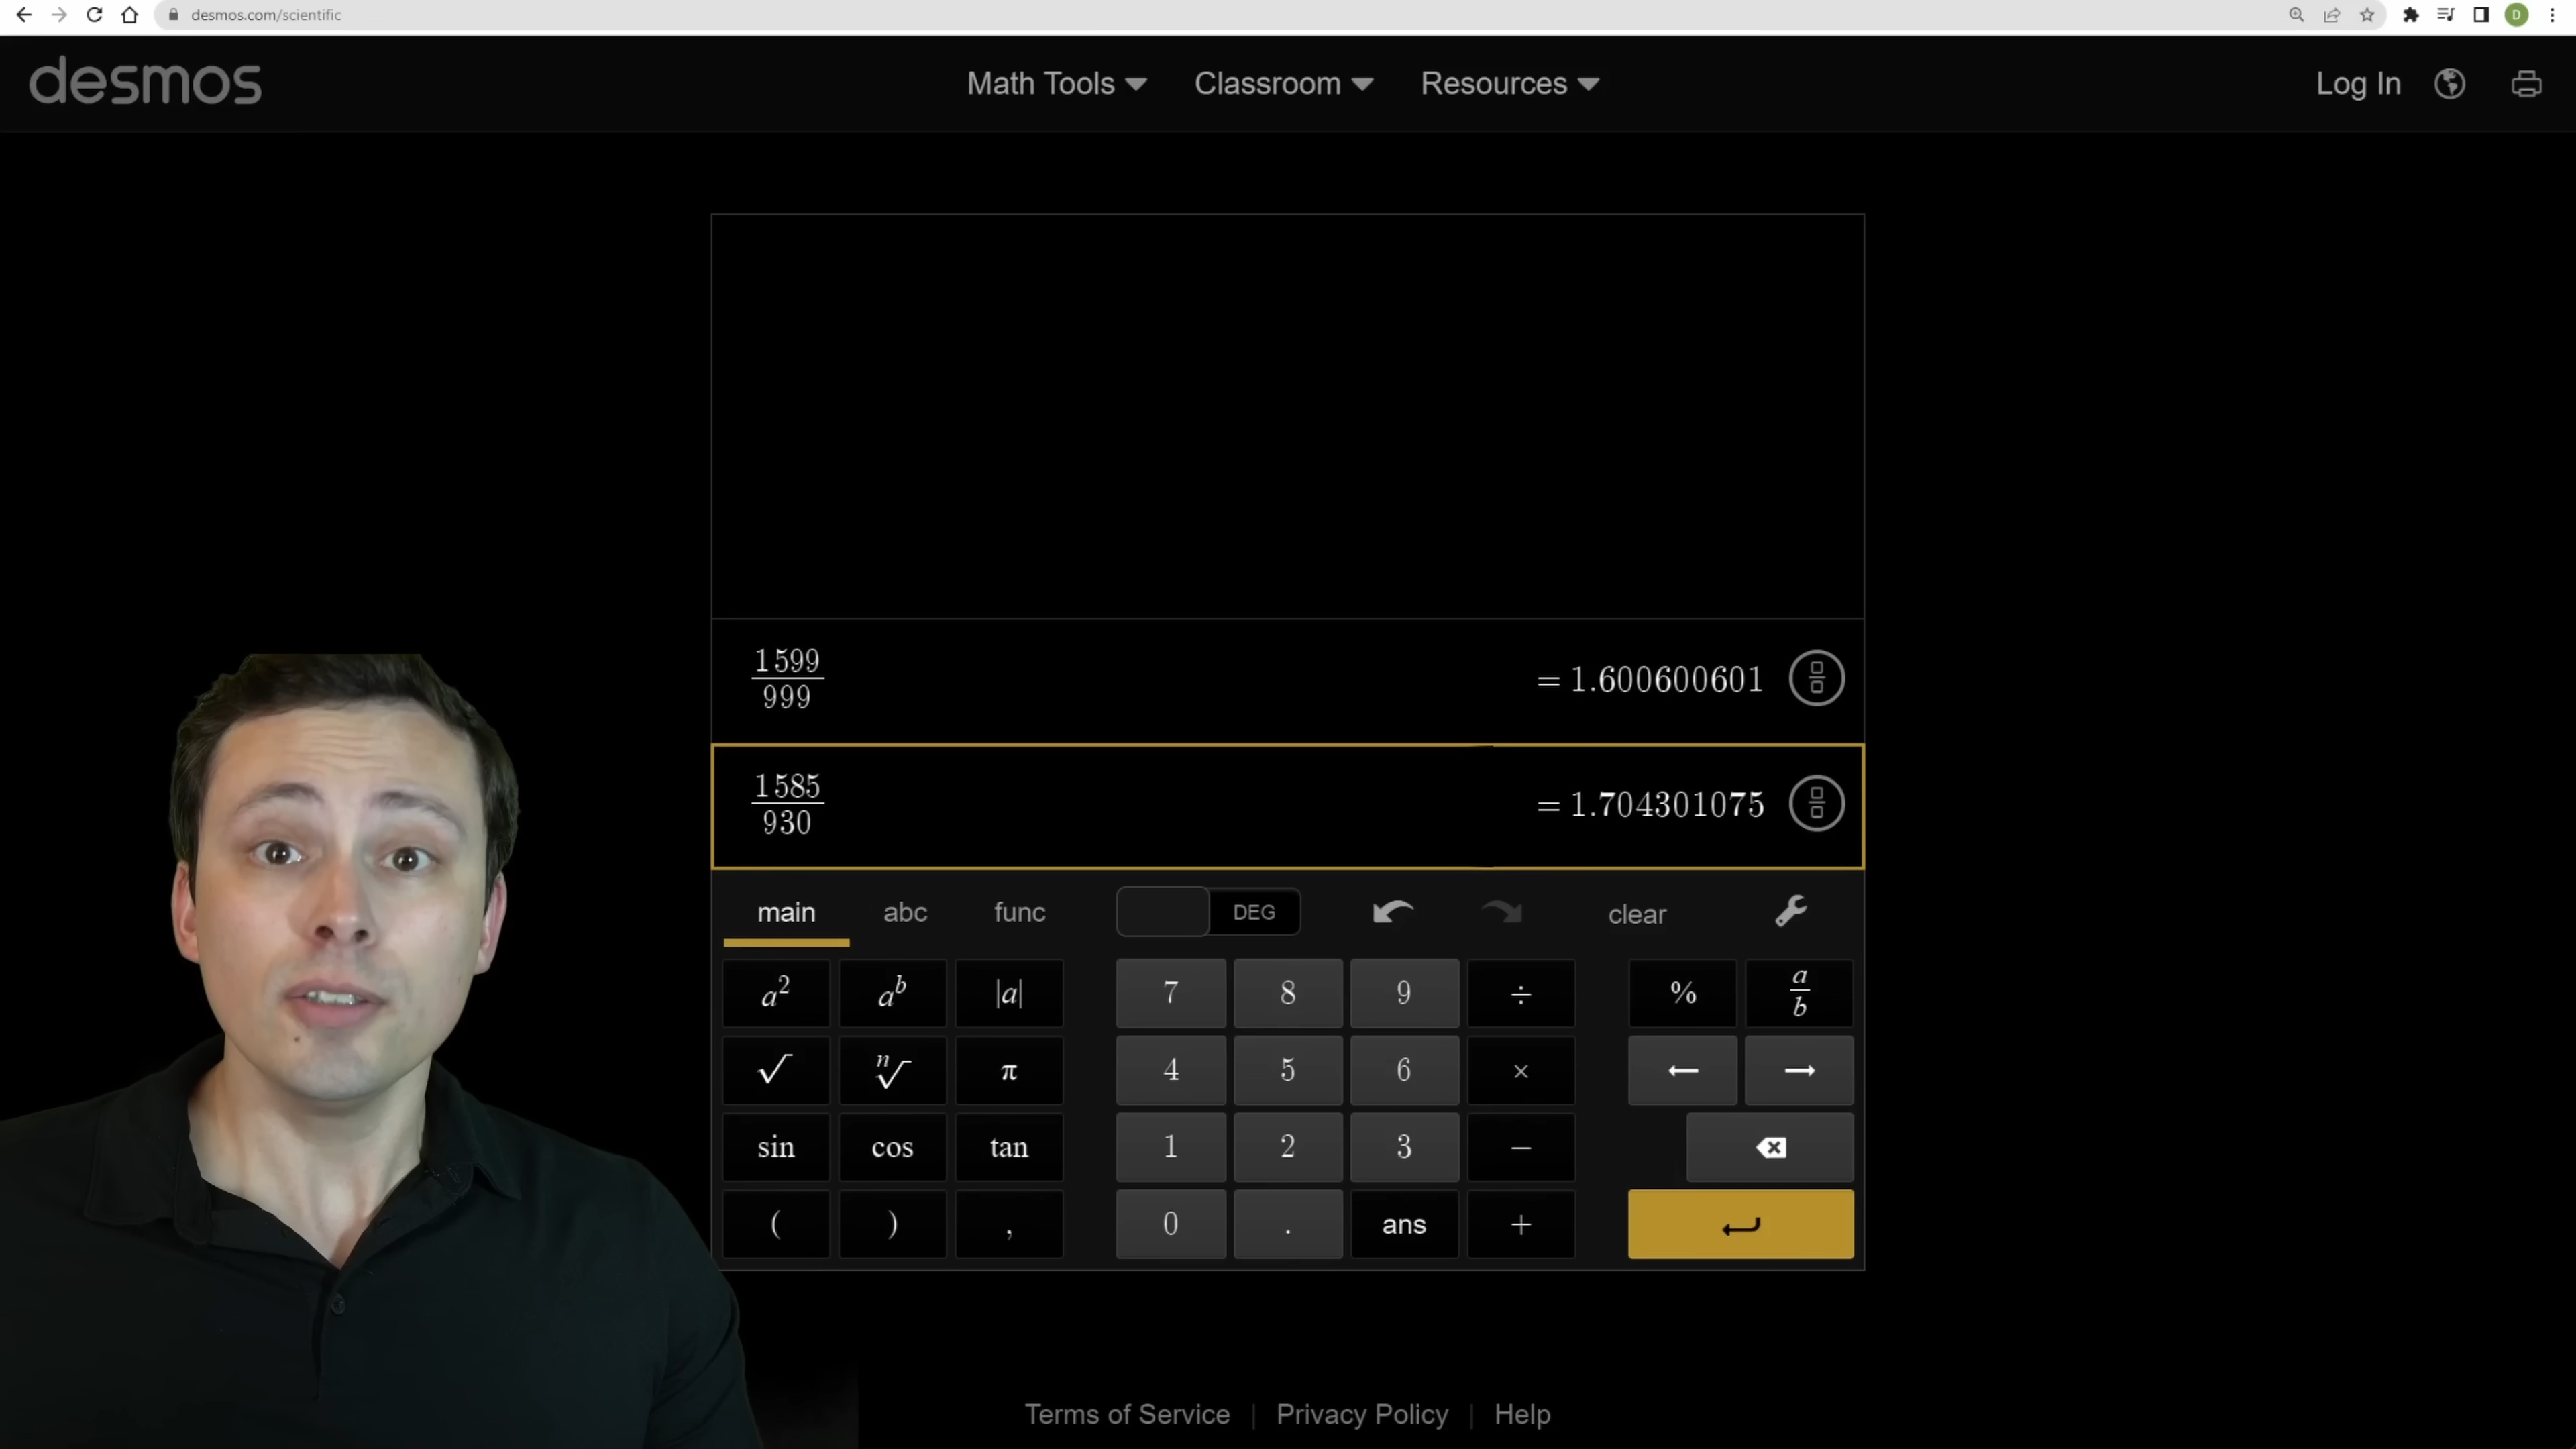 desmos.com/scientific
D
desmos
Math Tools Classroom Resources
Log In
1599
999
= 1.600600601
1585
930
= 1.704301075
main abc func DEG clear
a² aᵇ |a| 7 8 9 ÷ % a/b
√ ⁿ√ π 4 5 6 × ← →
sin cos tan 1 2 3 −
( ) , 0 . ans +
Terms of Service | Privacy Policy | Help